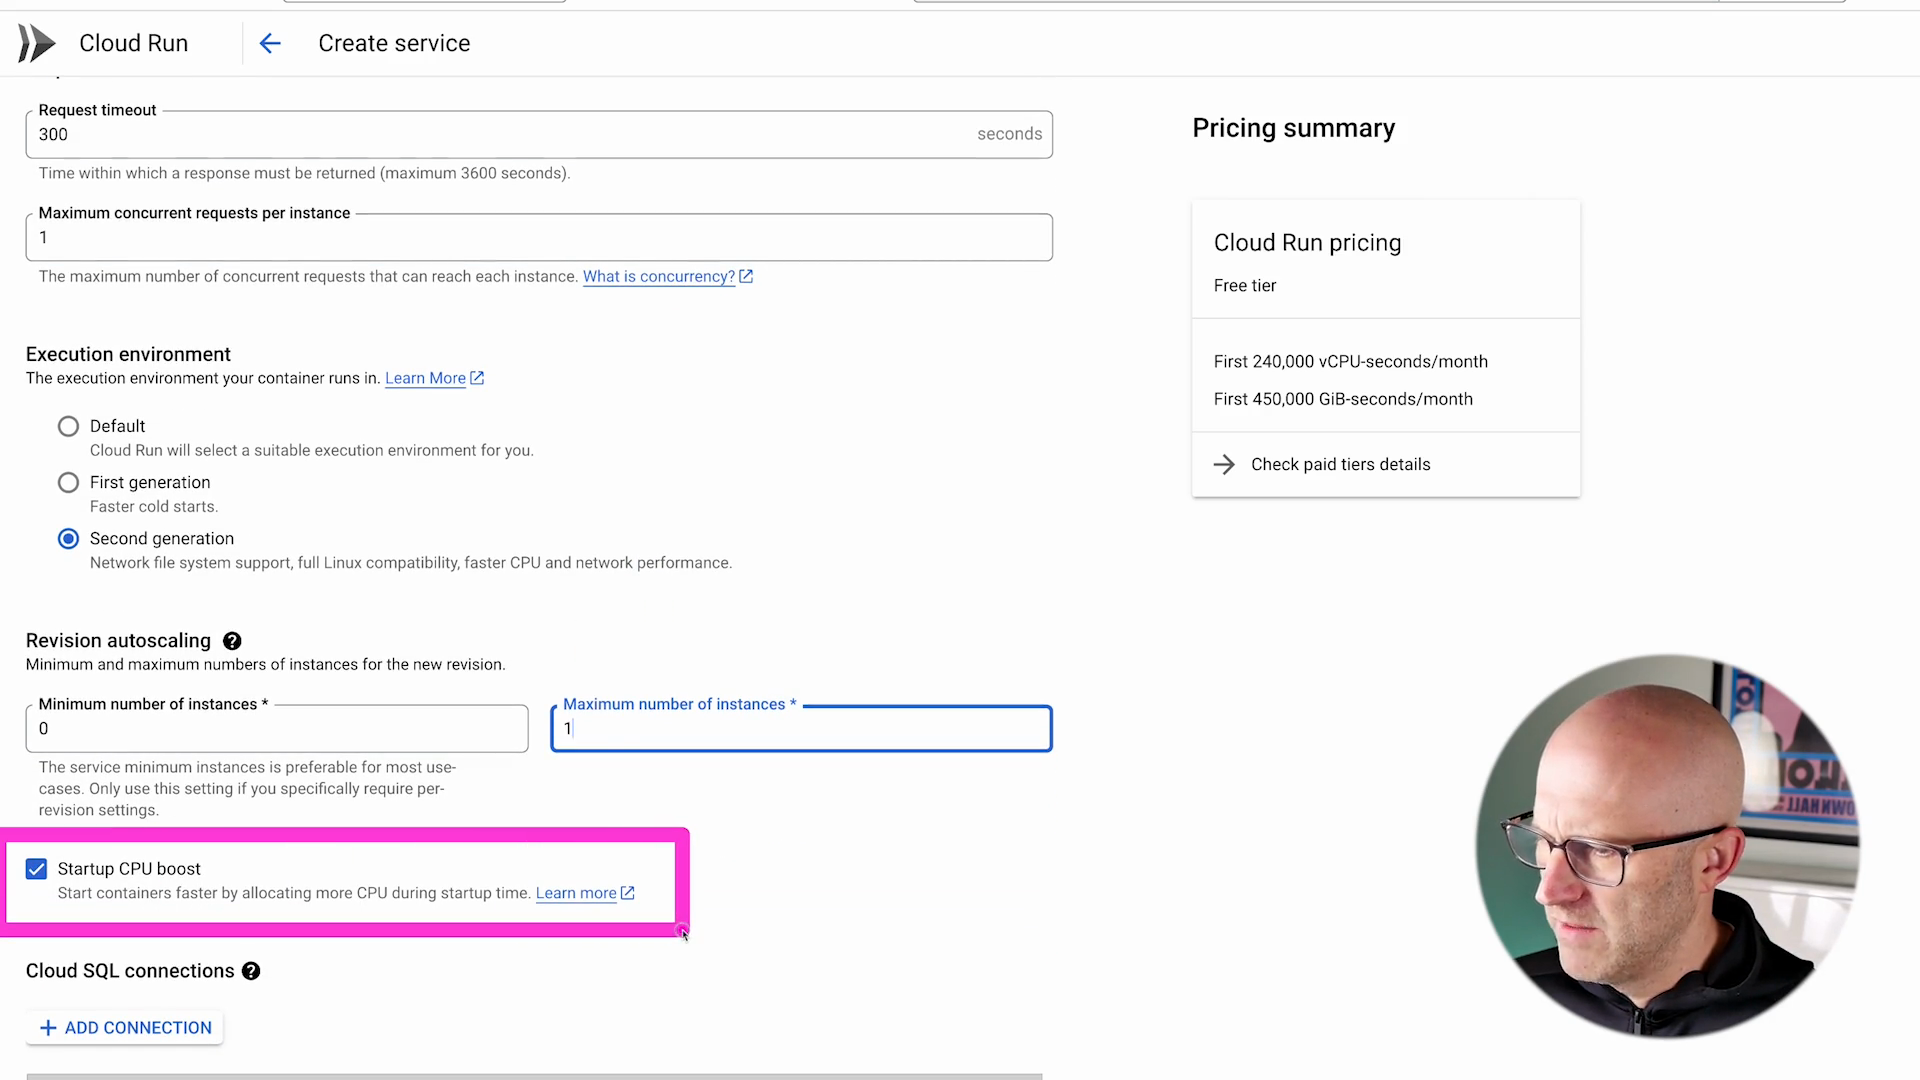 Cloud Run
Create service
Request timeout
300
seconds
Time within which a response must be returned (maximum 3600 seconds).
Maximum concurrent requests per instance
1
The maximum number of concurrent requests that can reach each instance. What is concurrency?
Execution environment
The execution environment your container runs in. Learn More
Default
Cloud Run will select a suitable execution environment for you.
First generation
Faster cold starts.
Second generation
Network file system support, full Linux compatibility, faster CPU and network performance.
Revision autoscaling
Minimum and maximum numbers of instances for the new revision.
Minimum number of instances *
0
The service minimum instances is preferable for most use-
cases. Only use this setting if you specifically require per-
revision settings.
Maximum number of instances *
1
Startup CPU boost
Start containers faster by allocating more CPU during startup time. Learn more
Cloud SQL connections
+ ADD CONNECTION
Pricing summary
Cloud Run pricing
Free tier
First 240,000 vCPU-seconds/month
First 450,000 GiB-seconds/month
Check paid tiers details